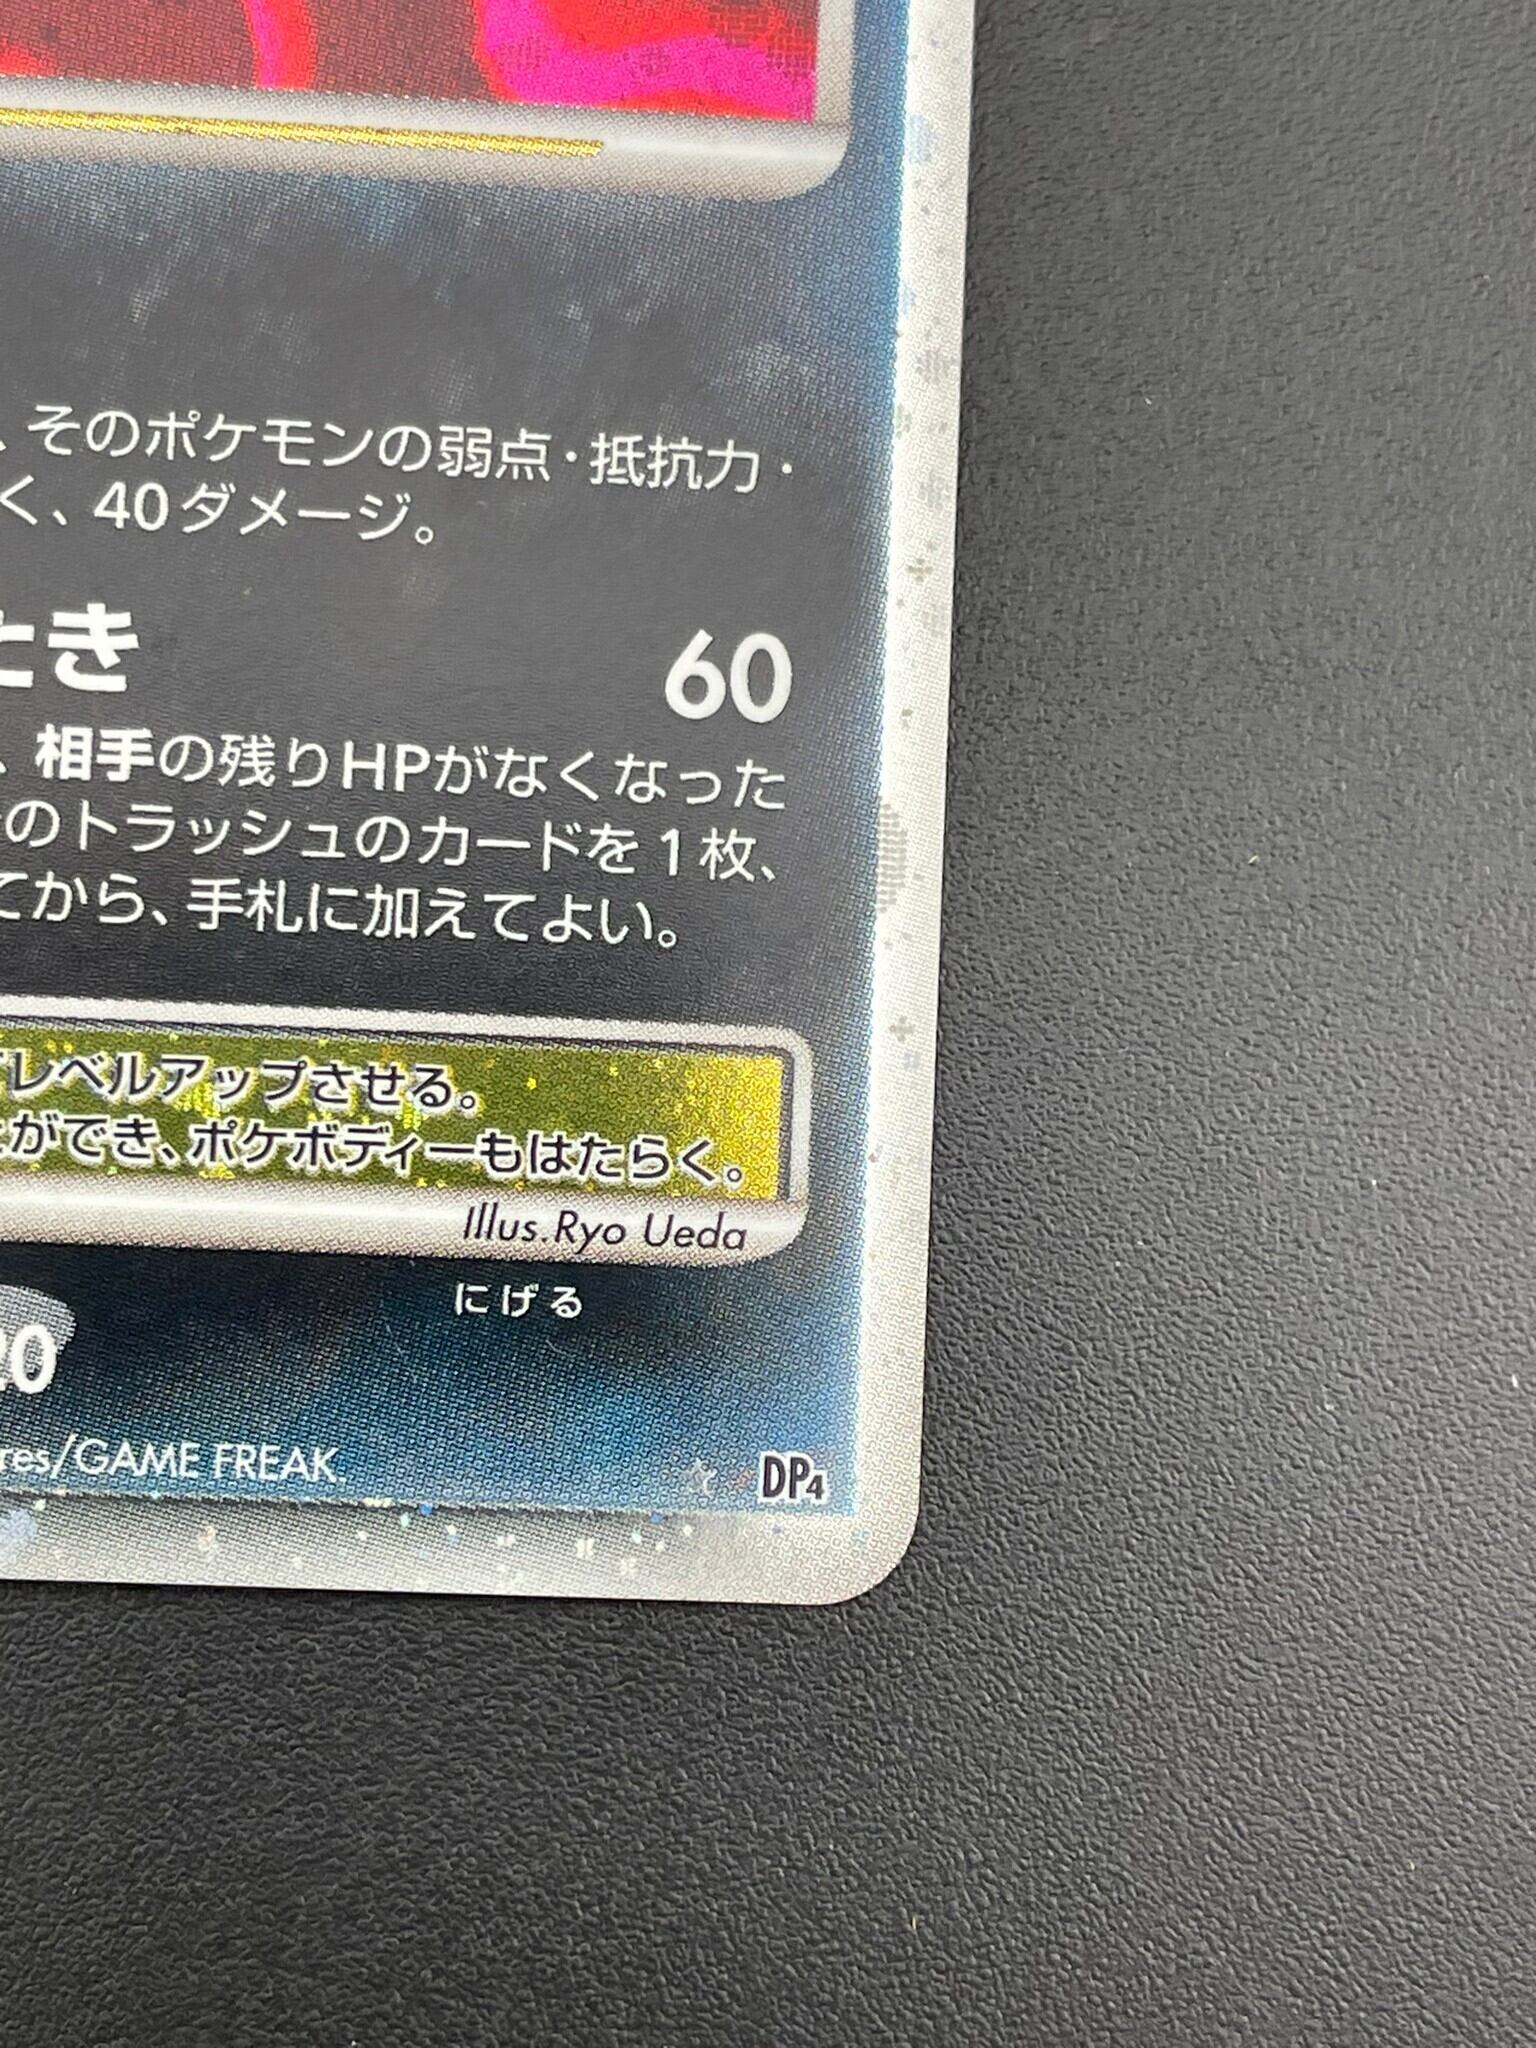 、そのポケモンの弱点・抵抗力・
く、40ダメージ。
とき 60
、相手の残りHPがなくなった
のトラッシュのカードを1枚、
てから、手札に加えてよい。
レベルアップさせる。
とができ、ポケボディーもはたらく。
Illus.Ryo Ueda
にげる
20
res/GAME FREAK.
DP4